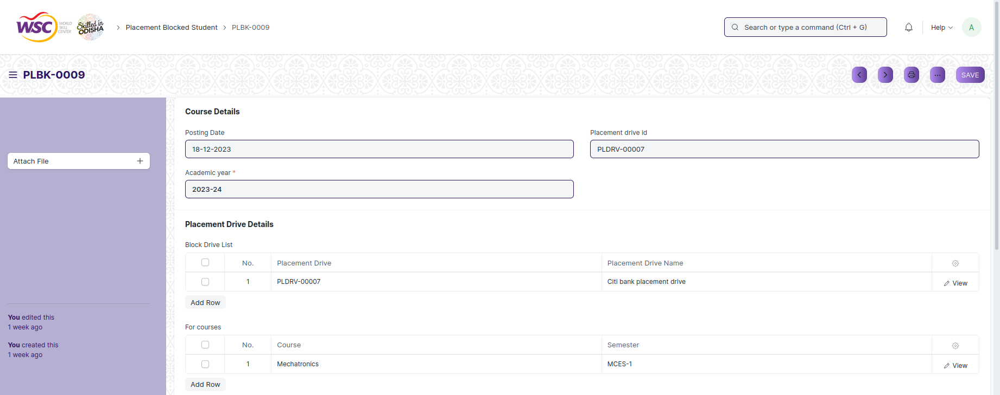 WSC WORLD SKILL CENTER
Skilled in ODISHA
Placement Blocked Student
PLBK-0009
Search or type a command (Ctrl + G)
Help
A
PLBK-0009
SAVE
Attach File
You edited this
1 week ago
You created this
1 week ago
Course Details
Posting Date
Placement drive id
18-12-2023
PLDRV-00007
Academic year *
2023-24
Placement Drive Details
Block Drive List
No. Placement Drive Placement Drive Name
1 PLDRV-00007 Citi bank placement drive View
Add Row
For courses
No. Course Semester
1 Mechatronics MCES-1 View
Add Row